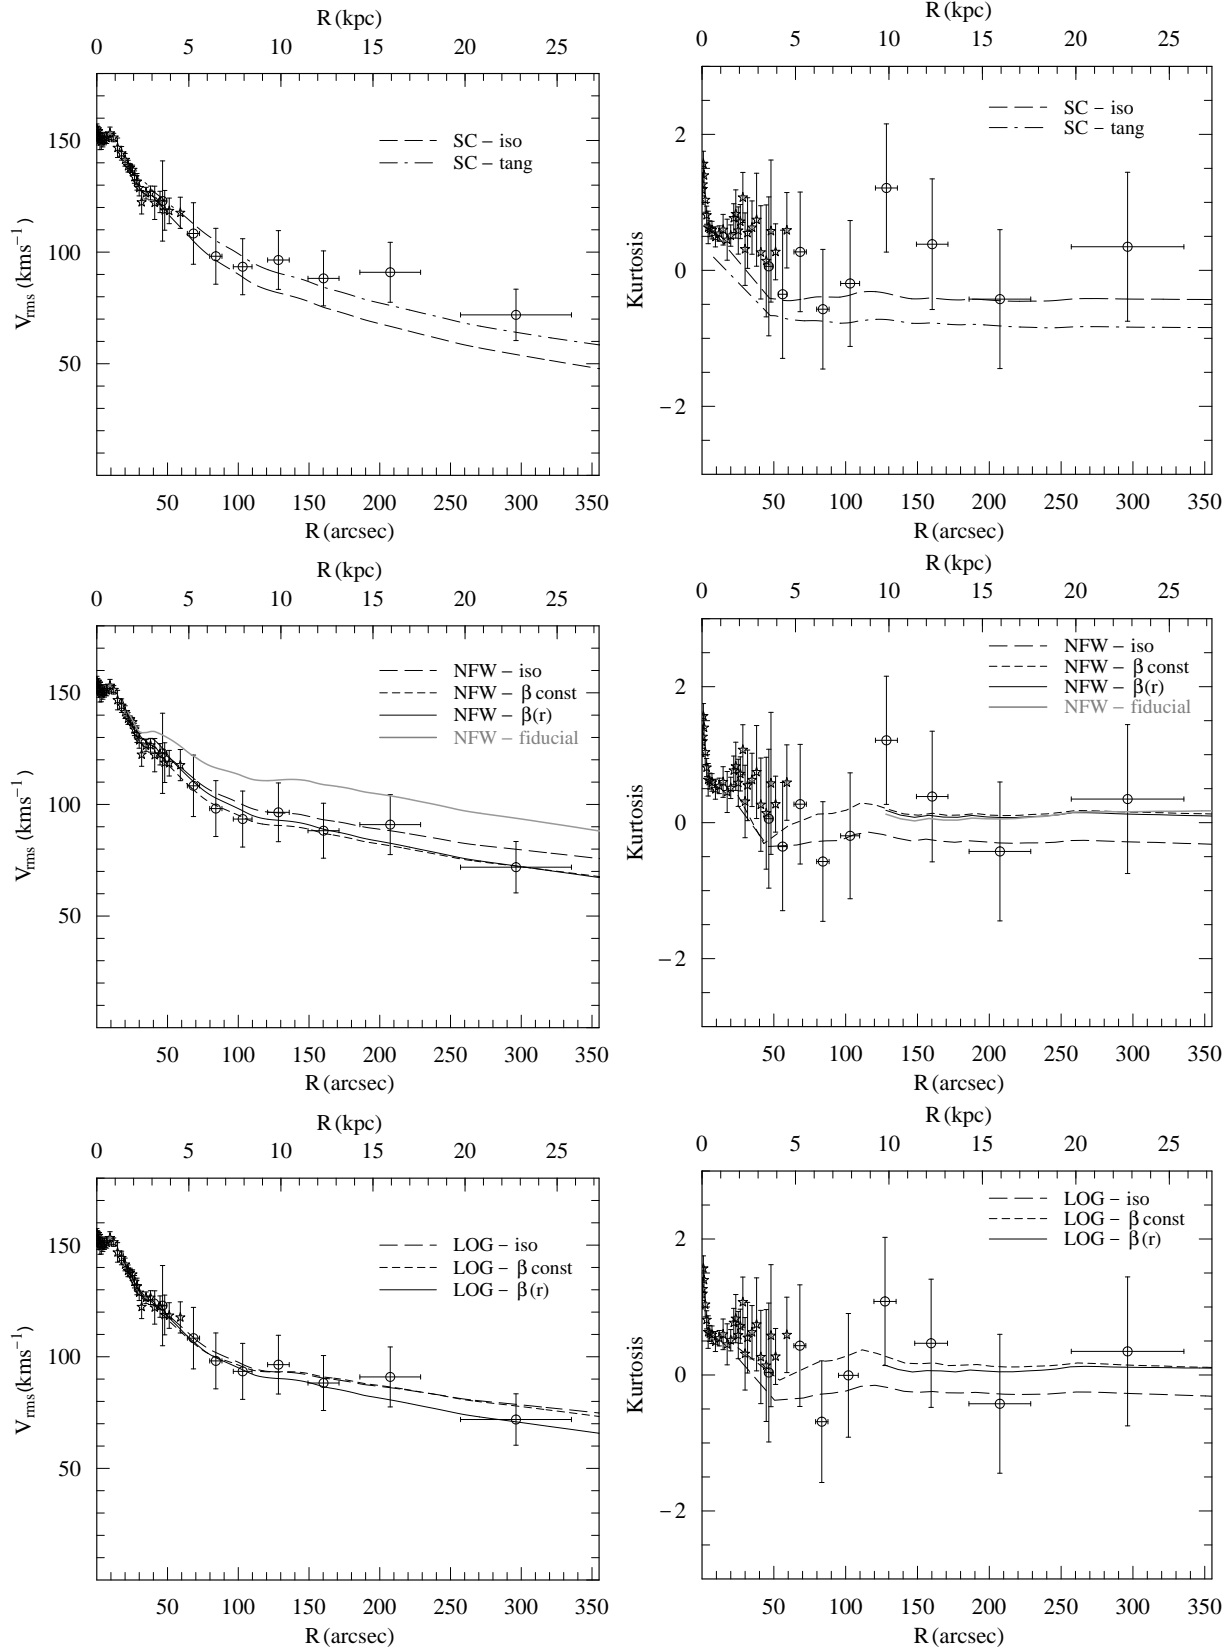 R (kpc)
0 5 10 15 20 25
150
100
50
V_rms (kms⁻¹)
SC − iso
SC − tang
50 100 150 200 250 300 350
R (arcsec)
R (kpc)
0 5 10 15 20 25
2
0
−2
Kurtosis
SC − iso
SC − tang
50 100 150 200 250 300 350
R (arcsec)
R (kpc)
0 5 10 15 20 25
150
100
50
V_rms (kms⁻¹)
NFW − iso
NFW − β const
NFW − β(r)
NFW − fiducial
50 100 150 200 250 300 350
R (arcsec)
R (kpc)
0 5 10 15 20 25
2
0
−2
Kurtosis
NFW − iso
NFW − β const
NFW − β(r)
NFW − fiducial
50 100 150 200 250 300 350
R (arcsec)
R (kpc)
0 5 10 15 20 25
150
100
50
V_rms (kms⁻¹)
LOG − iso
LOG − β const
LOG − β(r)
50 100 150 200 250 300 350
R (arcsec)
R (kpc)
0 5 10 15 20 25
2
0
−2
Kurtosis
LOG − iso
LOG − β const
LOG − β(r)
50 100 150 200 250 300 350
R (arcsec)